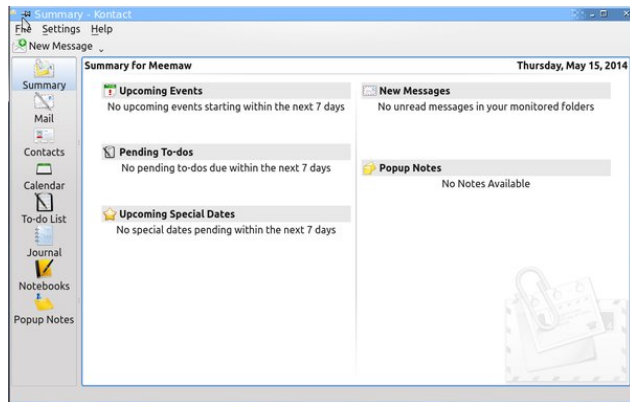 Summary - Kontact
File Settings Help
New Message
Summary
Mail
Contacts
Calendar
To-do List
Journal
Notebooks
Popup Notes
Summary for Meemaw
Thursday, May 15, 2014
Upcoming Events
No upcoming events starting within the next 7 days
Pending To-dos
No pending to-dos due within the next 7 days
Upcoming Special Dates
No special dates pending within the next 7 days
New Messages
No unread messages in your monitored folders
Popup Notes
No Notes Available